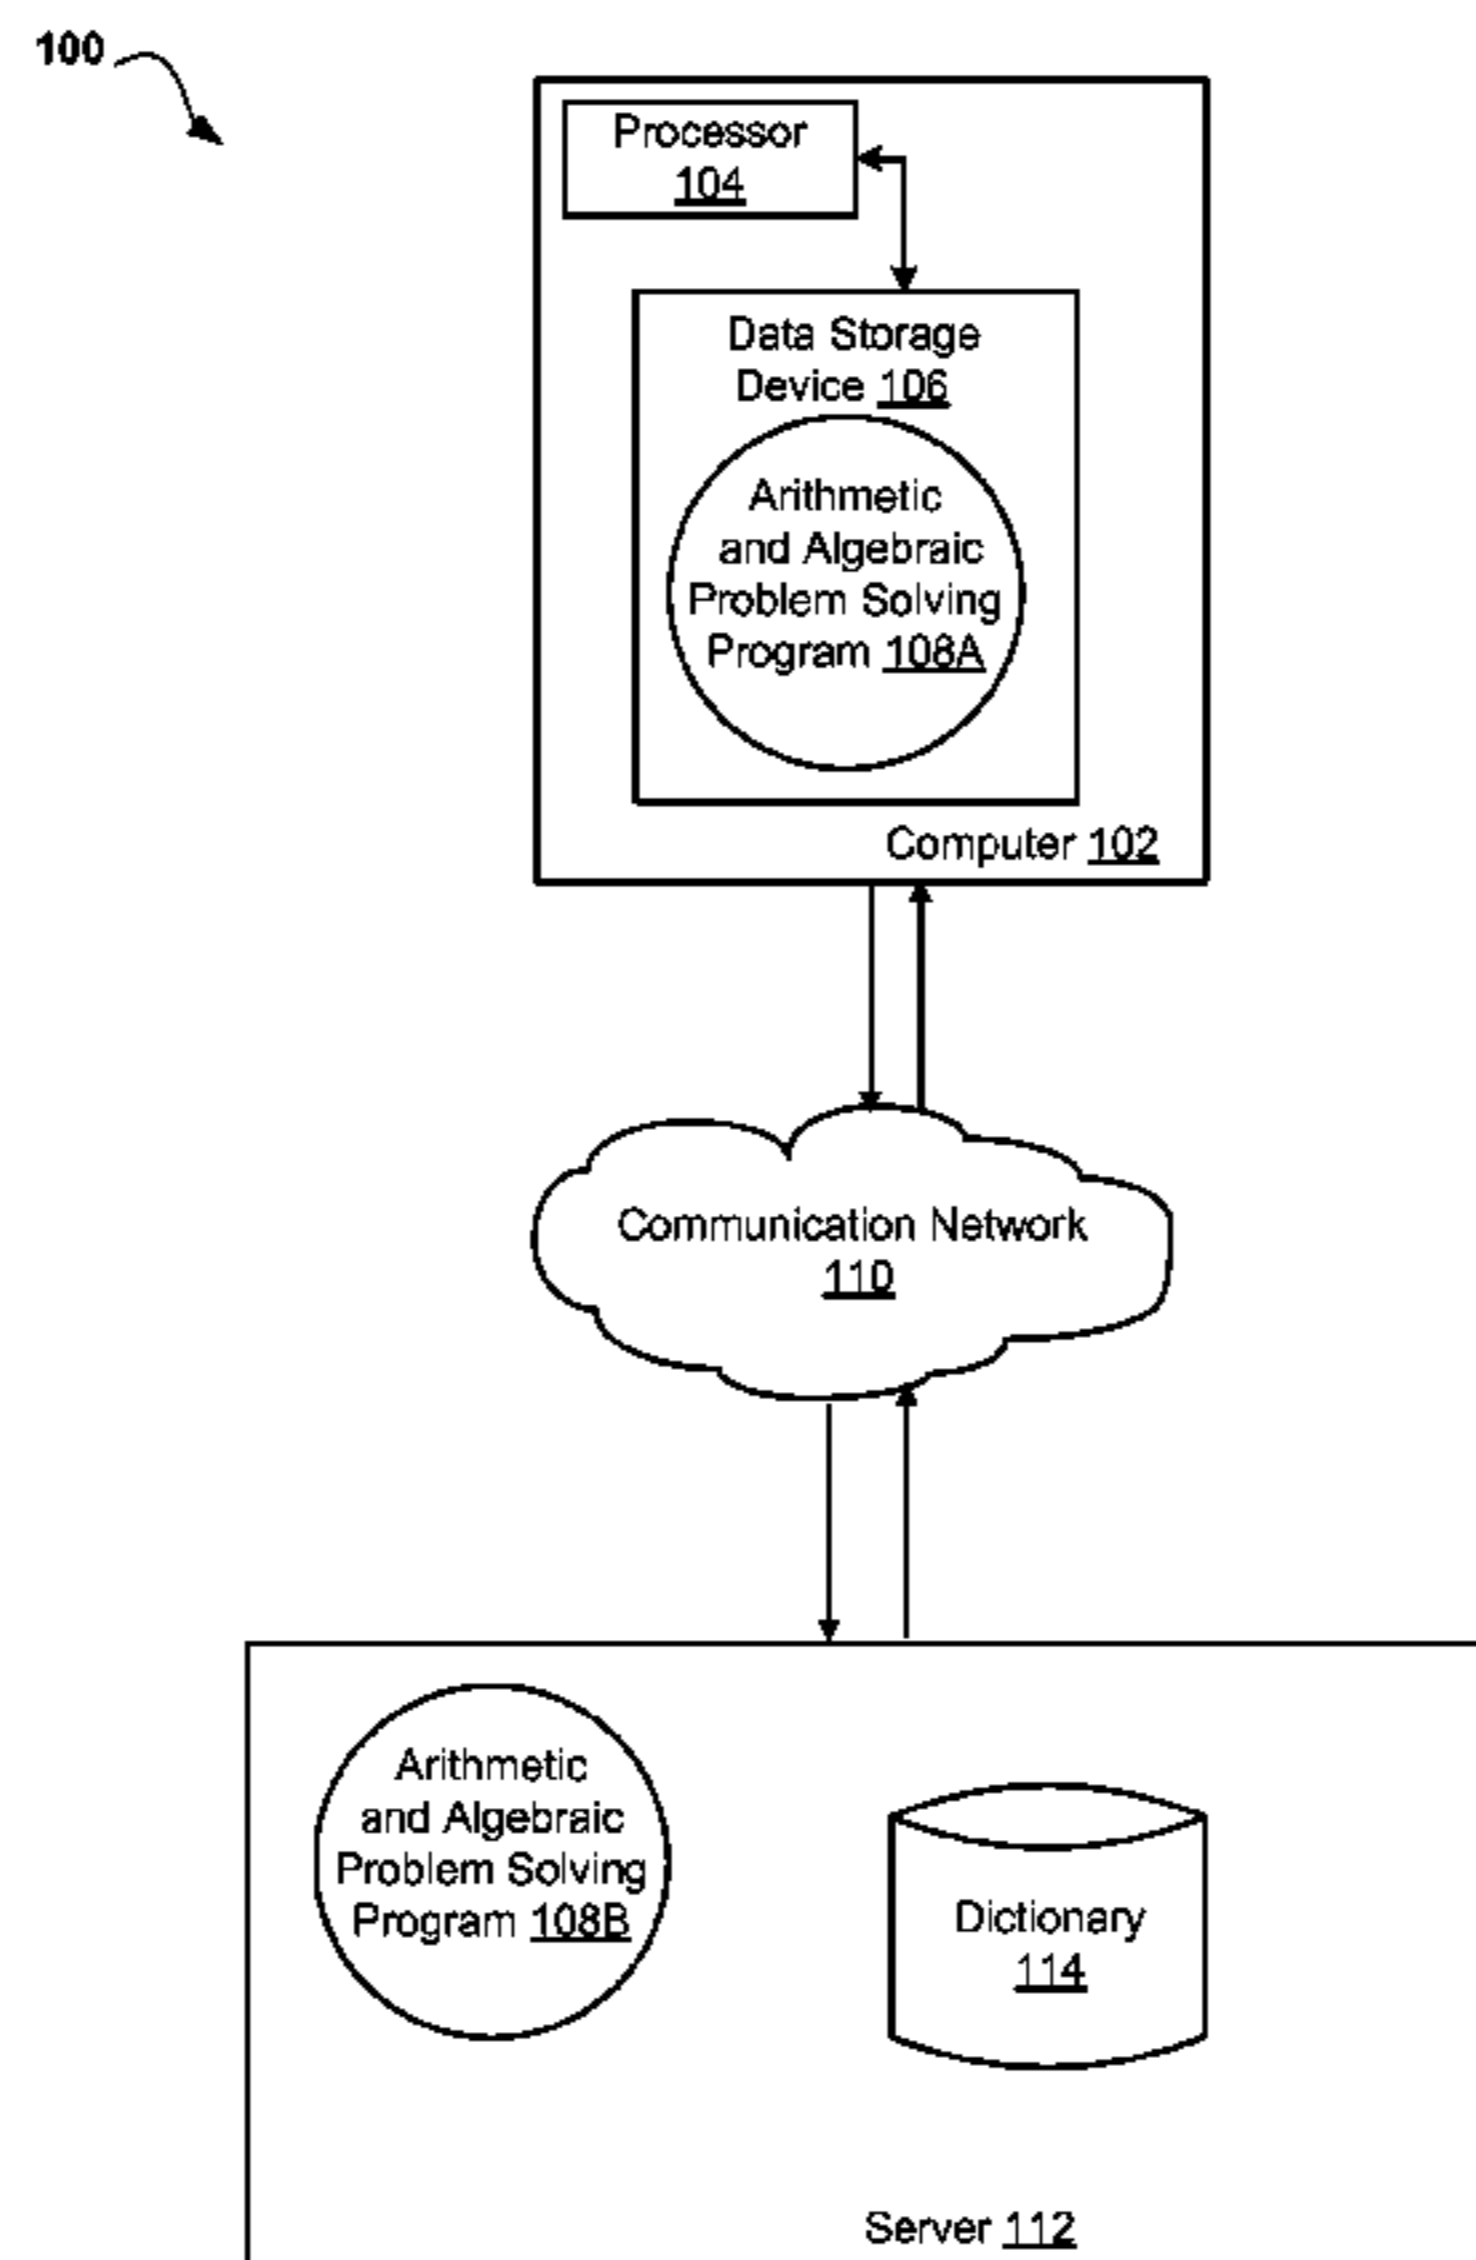 100
Processor
104
Data Storage
Device 106
Arithmetic
and Algebraic
Problem Solving
Program 108A
Computer 102
Communication Network
110
Arithmetic
and Algebraic
Problem Solving
Program 108B
Dictionary
114
Server 112